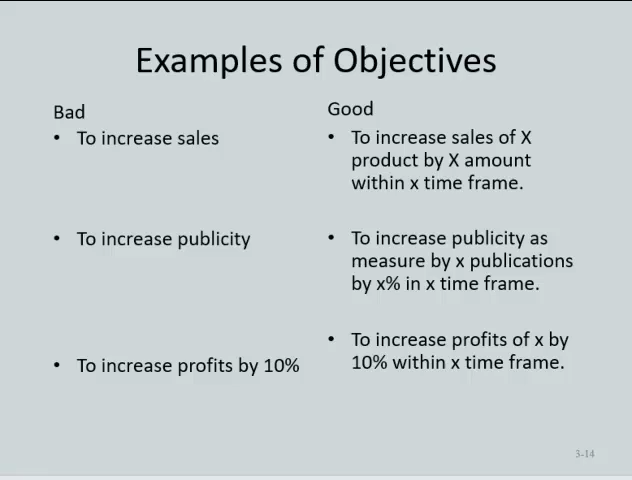 Examples of Objectives
Bad
• To increase sales
• To increase publicity
• To increase profits by 10%
Good
• To increase sales of X
product by X amount
within x time frame.
• To increase publicity as
measure by x publications
by x% in x time frame.
• To increase profits of x by
10% within x time frame.
3-14